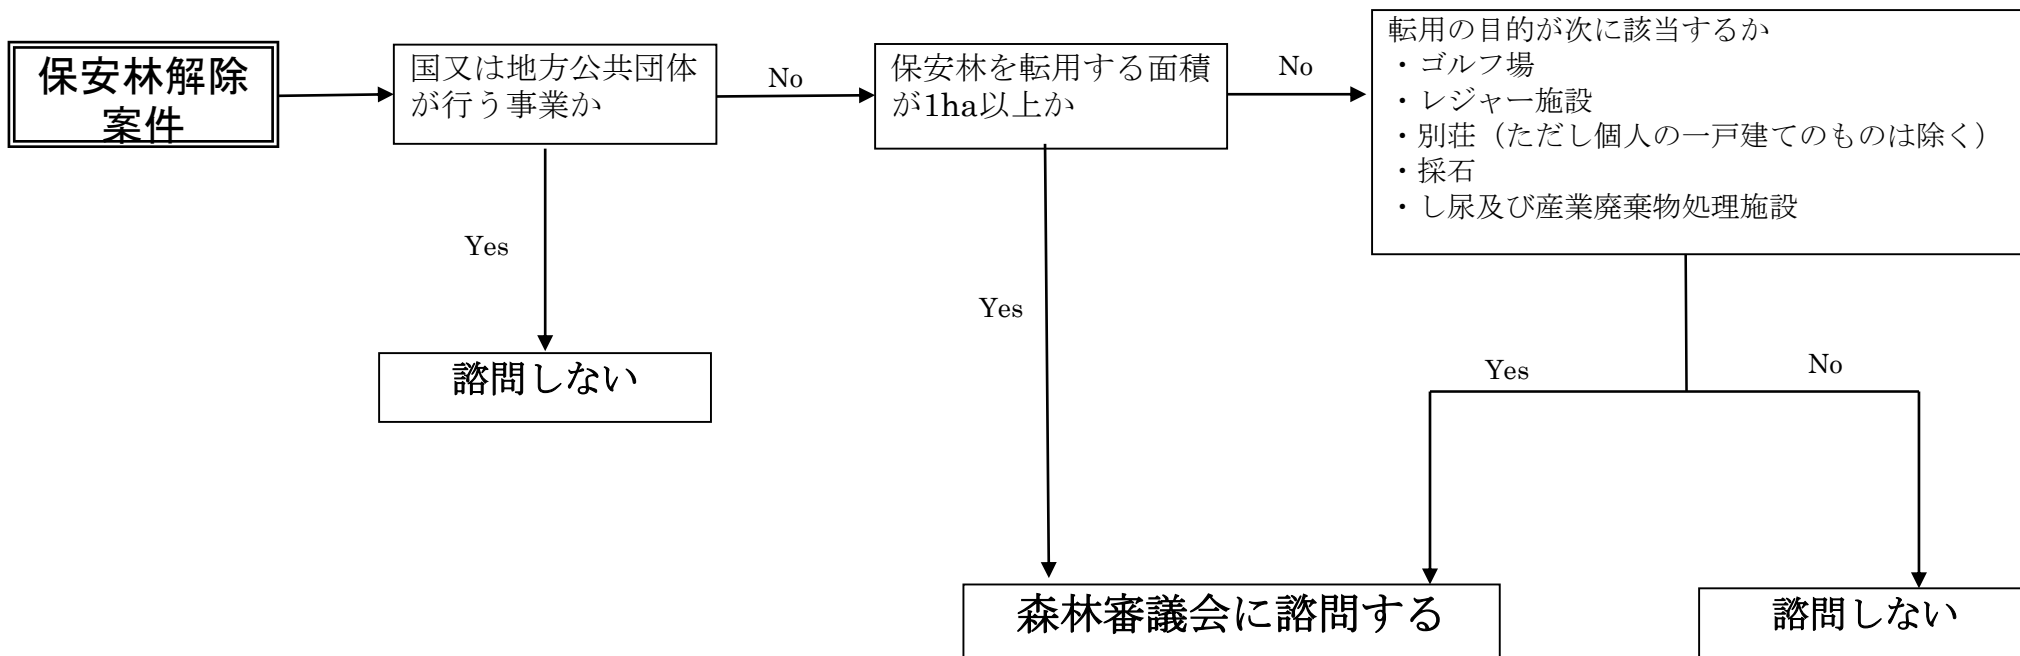 保安林解除
案件
国又は地方公共団体
が行う事業か
No
保安林を転用する面積
が1ha以上か
No
転用の目的が次に該当するか
・ゴルフ場
・レジャー施設
・別荘（ただし個人の一戸建てのものは除く）
・採石
・し尿及び産業廃棄物処理施設
Yes
Yes
Yes
No
諮問しない
森林審議会に諮問する
諮問しない